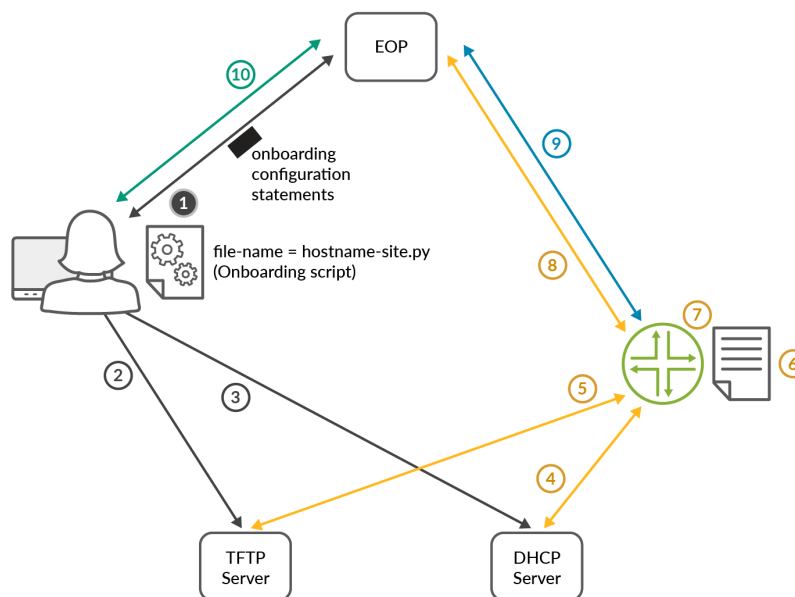 EOP
10
9
onboarding
configuration
statements
1
file-name = hostname-site.py
(Onboarding script)
8
7
6
2
3
5
4
TFTP
Server
DHCP
Server